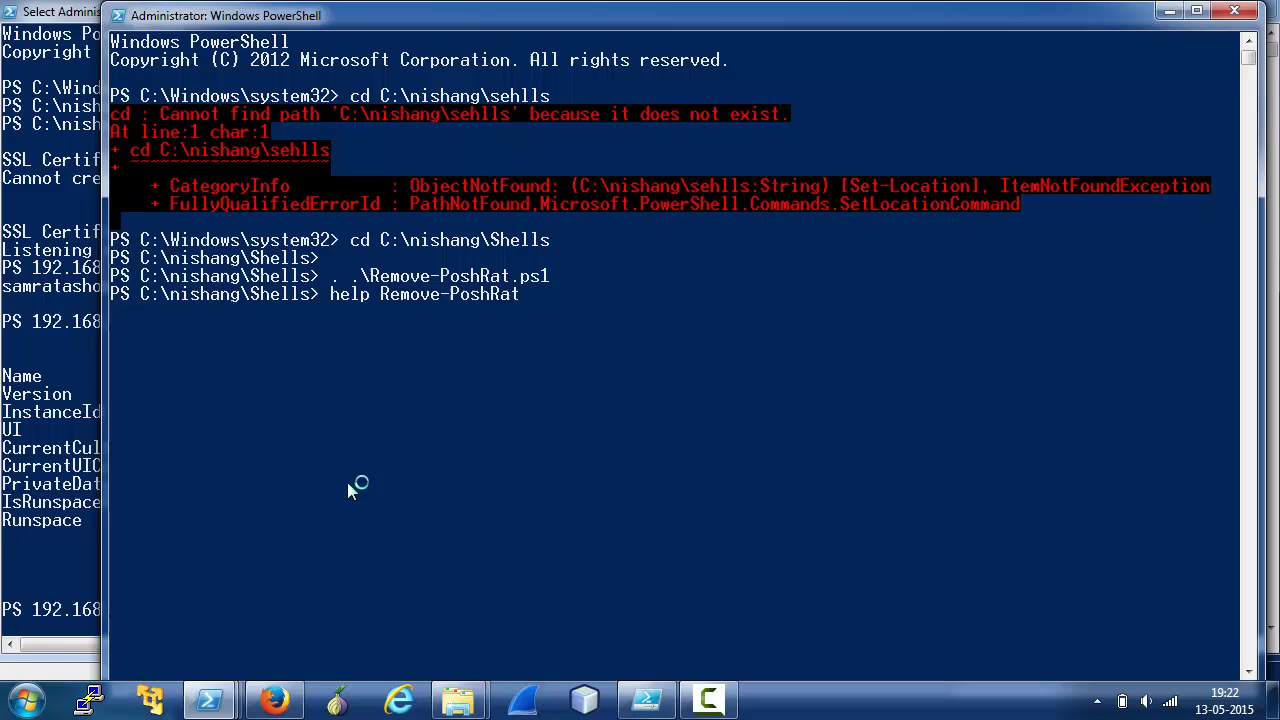 Select Admini
Windows Po
Copyright
PS C:\Wind
PS C:\nish
PS C:\nish
SSL Certif
Cannot cre
SSL Certif
Listening
PS 192.168
samratasho
PS 192.168
Name
Version
InstanceId
UI
CurrentCul
CurrentUIC
PrivateDat
IsRunspace
Runspace
PS 192.168
Administrator: Windows PowerShell
Windows PowerShell
Copyright (C) 2012 Microsoft Corporation. All rights reserved.
PS C:\Windows\system32> cd C:\nishang\sehlls
cd : Cannot find path 'C:\nishang\sehlls' because it does not exist.
At line:1 char:1
+ cd C:\nishang\sehlls
+ ~~~~~~~~~~~~~~~~~~~~
+ CategoryInfo : ObjectNotFound: (C:\nishang\sehlls:String) [Set-Location], ItemNotFoundException
+ FullyQualifiedErrorId : PathNotFound,Microsoft.PowerShell.Commands.SetLocationCommand
PS C:\Windows\system32> cd C:\nishang\Shells
PS C:\nishang\Shells>
PS C:\nishang\Shells> . .\Remove-PoshRat.ps1
PS C:\nishang\Shells> help Remove-PoshRat
19:22
13-05-2015